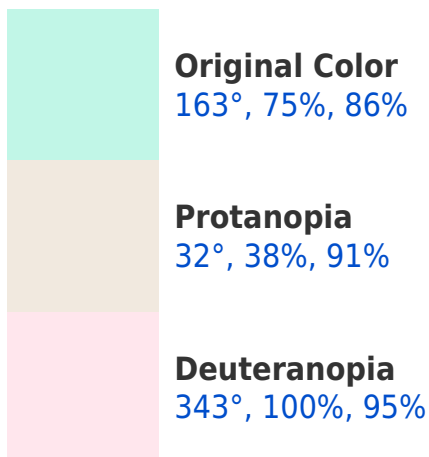 Original Color
163°, 75%, 86%
Protanopia
32°, 38%, 91%
Deuteranopia
343°, 100%, 95%